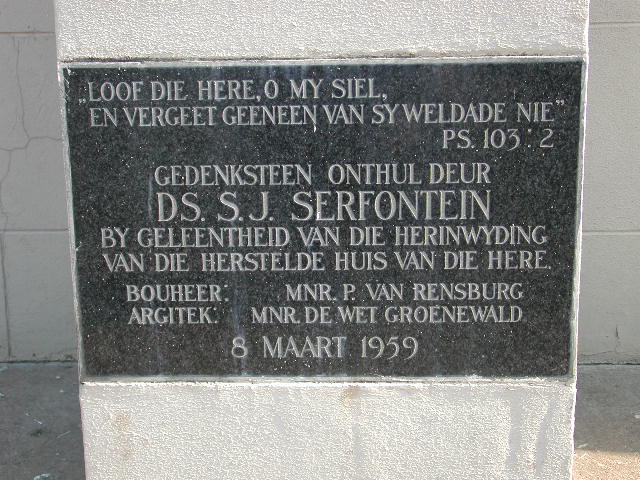 „LOOF DIE HERE, O MY SIEL,
EN VERGEET GEENEEN VAN SY WELDADE NIE"
PS. 103 : 2
GEDENKSTEEN ONTHUL DEUR
DS. S. J. SERFONTEIN
BY GELEENTHEID VAN DIE HERINWYDING
VAN DIE HERSTELDE HUIS VAN DIE HERE.
BOUHEER: MNR. P. VAN RENSBURG
ARGITEK: MNR. DE WET GROENEWALD
8 MAART 1959